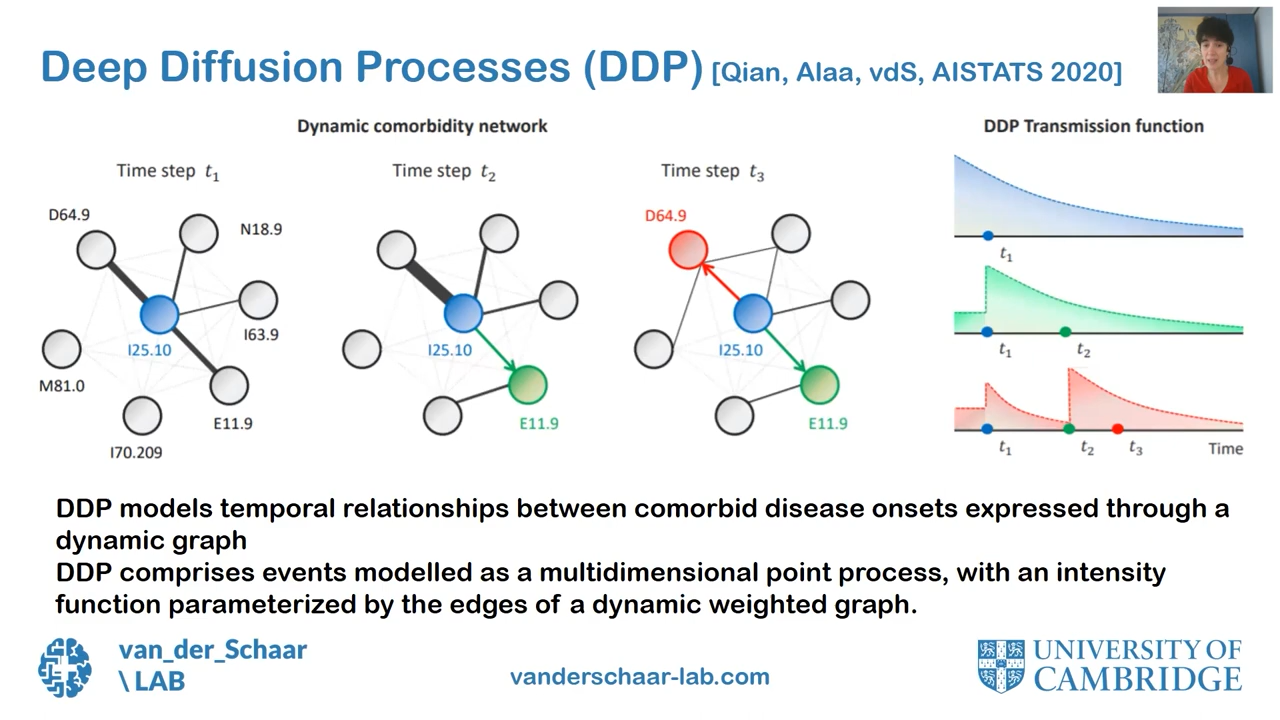 Deep Diffusion Processes (DDP) [Qian, Alaa, vdS, AISTATS 2020]
Dynamic comorbidity network
DDP Transmission function
Time step t₁
Time step t₂
Time step t₃
D64.9
N18.9
I63.9
I25.10
M81.0
E11.9
I70.209
I25.10
E11.9
D64.9
I25.10
E11.9
t₁
t₁
t₂
t₁
t₂
t₃
Time
DDP models temporal relationships between comorbid disease onsets expressed through a
dynamic graph
DDP comprises events modelled as a multidimensional point process, with an intensity
function parameterized by the edges of a dynamic weighted graph.
van_der_Schaar
\ LAB
vanderschaar-lab.com
UNIVERSITY OF
CAMBRIDGE